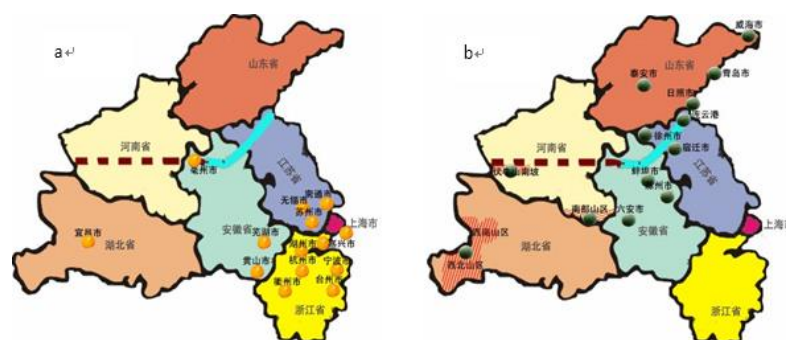 a
山东省
河南省
亳州市
江苏省
无锡市
南通市
苏州市
上海市
宜昌市
湖北省
安徽省
芜湖市
湖州市
嘉兴市
黄山市
杭州市
宁波市
衢州市
台州市
浙江省
b
威海市
山东省
青岛市
泰安市
日照市
连云港
徐州市
河南省
宿迁市
江苏省
蚌埠市
南部山区
六安市
安徽省
上海
西南山区
湖北省
西北山区
浙江省